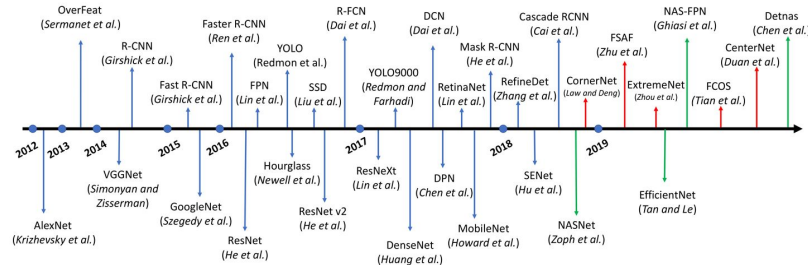 OverFeat
(Sermanet et al.)
R-CNN
(Girshick et al.)
Fast R-CNN
(Girshick et al.)
Faster R-CNN
(Ren et al.)
FPN
(Lin et al.)
YOLO
(Redmon et al.)
SSD
(Liu et al.)
R-FCN
(Dai et al.)
YOLO9000
(Redmon and
Farhadi)
DCN
(Dai et al.)
RetinaNet
(Lin et al.)
Mask R-CNN
(He et al.)
RefineDet
(Zhang et al.)
Cascade RCNN
(Cai et al.)
CornerNet
(Law and Deng)
FSAF
(Zhu et al.)
ExtremeNet
(Zhou et al.)
NAS-FPN
(Ghiasi et al.)
FCOS
(Tian et al.)
CenterNet
(Duan et al.)
Detnas
(Chen et al.)
2012
2013
2014
2015
2016
2017
2018
2019
AlexNet
(Krizhevsky et al.)
VGGNet
(Simonyan and
Zisserman)
GoogleNet
(Szegedy et al.)
ResNet
(He et al.)
Hourglass
(Newell et al.)
ResNet v2
(He et al.)
ResNeXt
(Lin et al.)
DenseNet
(Huang et al.)
DPN
(Chen et al.)
MobileNet
(Howard et al.)
SENet
(Hu et al.)
NASNet
(Zoph et al.)
EfficientNet
(Tan and Le)